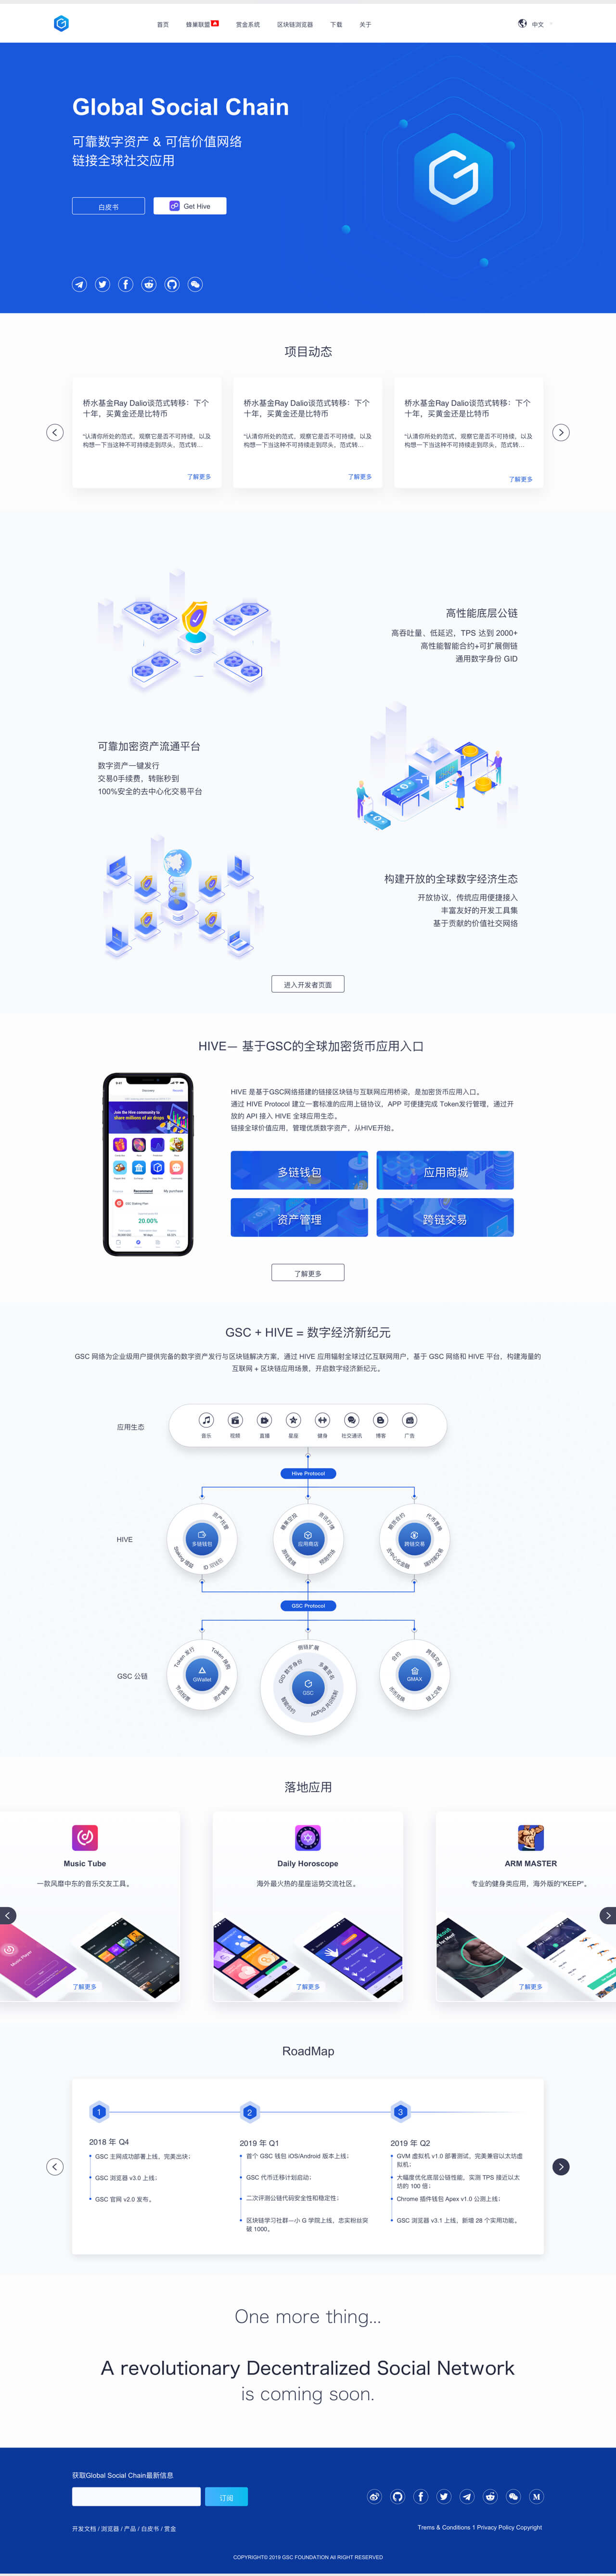 首页 蜂巢联盟 赏金系统 区块链浏览器 下载 关于 中文
Global Social Chain
可靠数字资产 & 可信价值网络
链接全球社交应用
白皮书
Get Hive
项目动态
桥水基金Ray Dalio谈范式转移：下个
十年，买黄金还是比特币
"认清你所处的范式，观察它是否不可持续，以及
构想一下当这种不可持续走到尽头，范式转…
了解更多
桥水基金Ray Dalio谈范式转移：下个
十年，买黄金还是比特币
"认清你所处的范式，观察它是否不可持续，以及
构想一下当这种不可持续走到尽头，范式转…
了解更多
桥水基金Ray Dalio谈范式转移：下个
十年，买黄金还是比特币
"认清你所处的范式，观察它是否不可持续，以及
构想一下当这种不可持续走到尽头，范式转…
了解更多
高性能底层公链
高吞吐量、低延迟，TPS 达到 2000+
高性能智能合约+可扩展侧链
通用数字身份 GID
可靠加密资产流通平台
数字资产一键发行
交易0手续费，转账秒到
100%安全的去中心化交易平台
构建开放的全球数字经济生态
开放协议，传统应用便捷接入
丰富友好的开发工具集
基于贡献的价值社交网络
进入开发者页面
HIVE— 基于GSC的全球加密货币应用入口
Join the Hive community to
share millions of an drops
Recommend
My purchase
20.00%
HIVE 是基于GSC网络搭建的链接区块链与互联网应用桥梁，是加密货币应用入口。
通过 HIVE Protocol 建立一套标准的应用上链协议，APP 可便捷完成 Token发行管理，通过开
放的 API 接入 HIVE 全球应用生态。
链接全球价值应用，管理优质数字资产，从HIVE开始。
多链钱包
应用商城
资产管理
跨链交易
了解更多
GSC + HIVE = 数字经济新纪元
GSC 网络为企业级用户提供完备的数字资产发行与区块链解决方案，通过 HIVE 应用辐射全球过亿互联网用户，基于 GSC 网络和 HIVE 平台，构建海量的
互联网 + 区块链应用场景，开启数字经济新纪元。
应用生态
音乐 视频 直播 星座 健身 社交通讯 博客 广告
Hive Protocol
HIVE
多链钱包
应用商店
跨链交易
GSC Protocol
GSC 公链
Token 发行
资产管理
GWallet
侧链扩展
GID 数字身份
智能合约
GSC
合约
跨链交易
链上交易
GMAX
落地应用
Music Tube
一款风靡中东的音乐交友工具。
了解更多
Daily Horoscope
海外最火热的星座运势交流社区。
了解更多
ARM MASTER
专业的健身类应用，海外版的"KEEP"。
了解更多
RoadMap
1
2018 年 Q4
GSC 主网成功部署上线，完美出块；
GSC 浏览器 v3.0 上线；
GSC 官网 v2.0 发布。
2
2019 年 Q1
首个 GSC 钱包 iOS/Android 版本上线；
GSC 代币迁移计划启动；
二次评测公链代码安全性和稳定性；
区块链学习社群—小 G 学院上线，忠实粉丝突
破 1000。
3
2019 年 Q2
GVM 虚拟机 v1.0 部署测试，完美兼容以太坊虚
拟机；
大幅度优化底层公链性能，实测 TPS 接近以太
坊的 100 倍；
Chrome 插件钱包 Apex v1.0 公测上线；
GSC 浏览器 v3.1 上线，新增 28 个实用功能。
One more thing...
A revolutionary Decentralized Social Network
is coming soon.
获取Global Social Chain最新信息
订阅
开发文档 / 浏览器 / 产品 / 白皮书 / 赏金
Trems & Conditions 1 Privacy Policy Copyright
COPYRIGHT© 2019 GSC FOUNDATION All RIGHT RESERVED